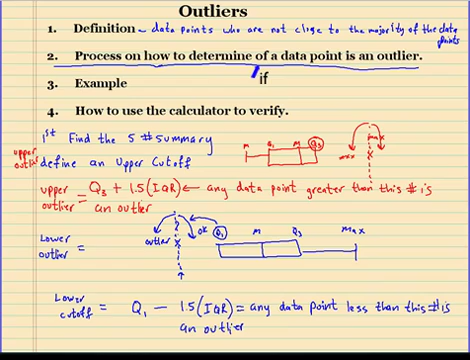 Outliers
1. Definition - data points who are not close to the majority of the data
points
2. Process on how to determine of a data point is an outlier.
if
3. Example
4. How to use the calculator to verify.
1st Find the 5 # summary
define an Upper Cutoff
upper
outlier
m Q1 M Q3
max max
upper
outlier = Q3 + 1.5(IQR) ← any data point greater than this # is
an outlier
Lower
outlier =
outlier ok Q1 M Q3 max
Lower
cutoff = Q1 - 1.5(IQR) = any data point less than this # is
an outlier